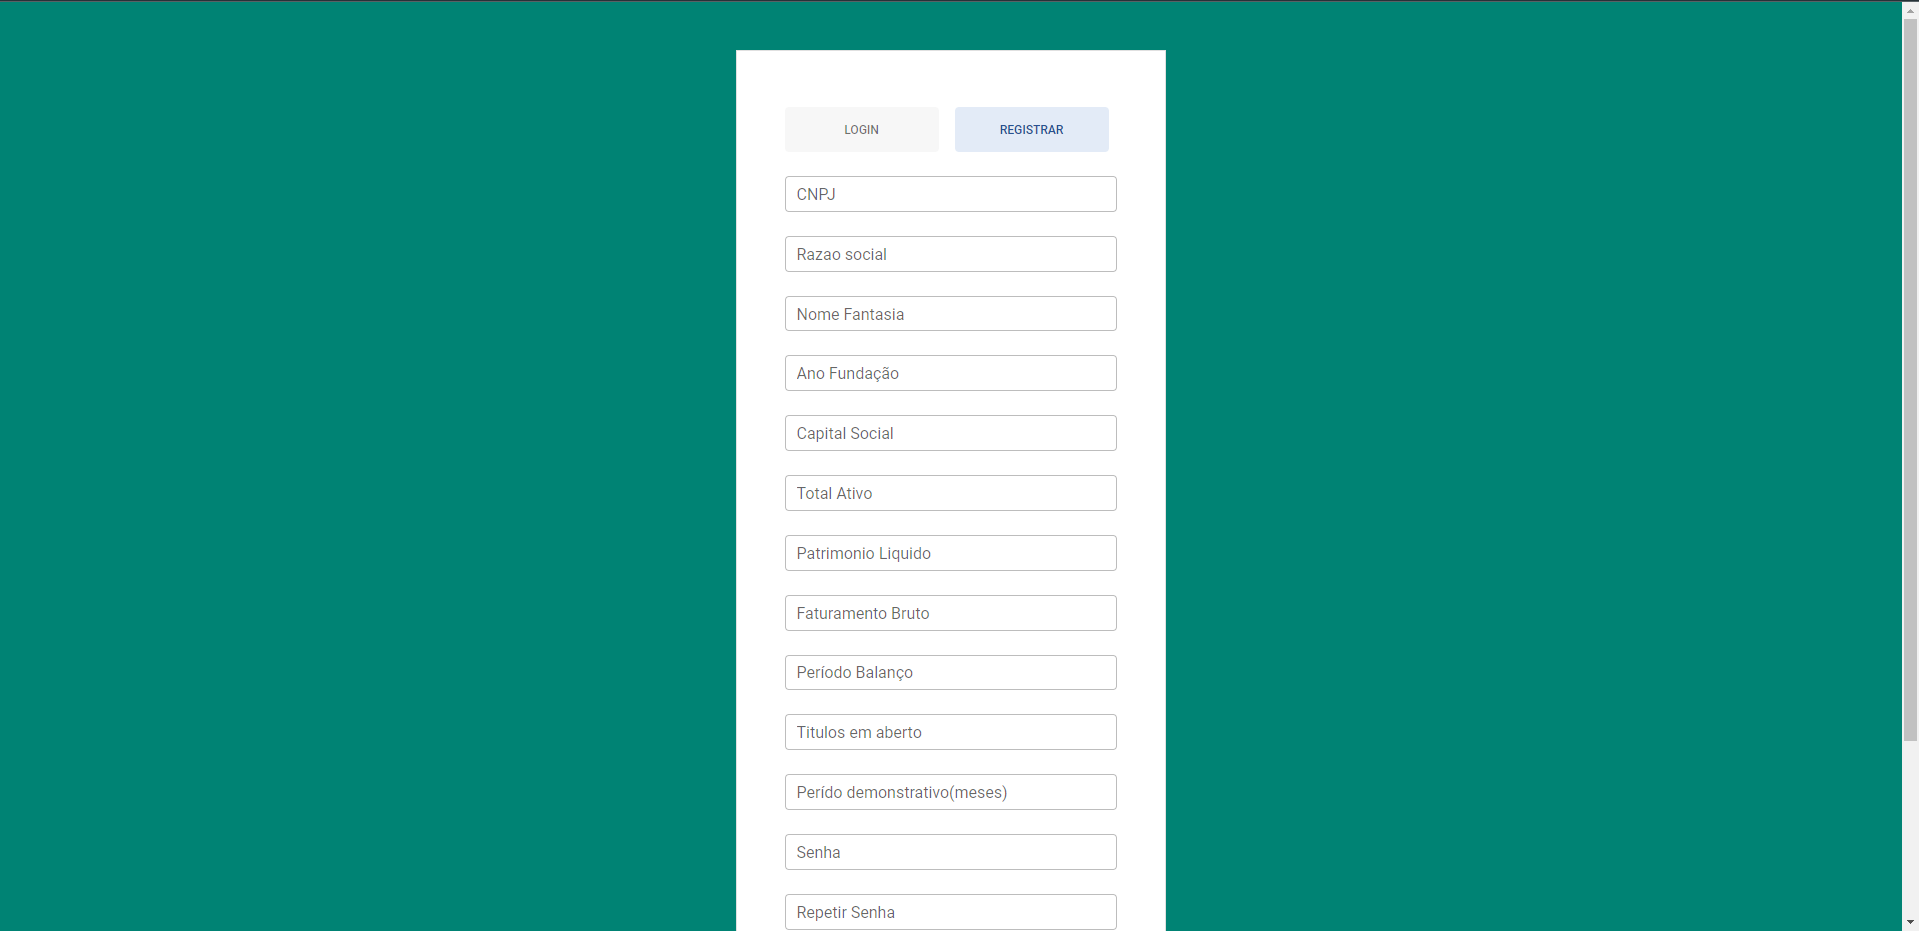 LOGIN
REGISTRAR
CNPJ
Razao social
Nome Fantasia
Ano Fundação
Capital Social
Total Ativo
Patrimonio Liquido
Faturamento Bruto
Período Balanço
Titulos em aberto
Perído demonstrativo(meses)
Senha
Repetir Senha